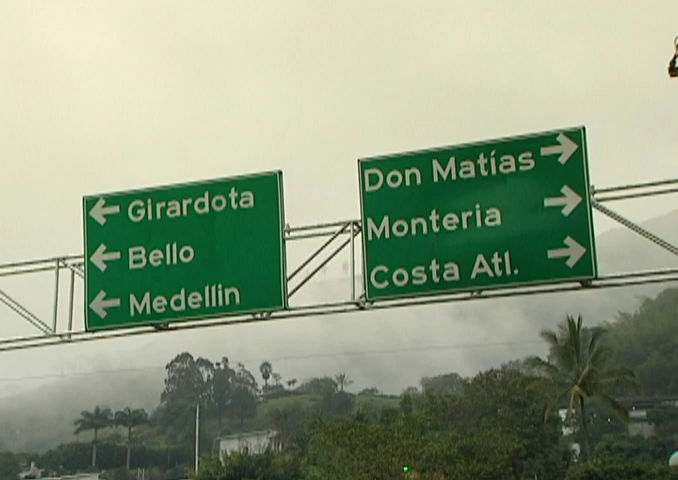 Girardota
Bello
Medellin
Don Matías
Monteria
Costa Atl.